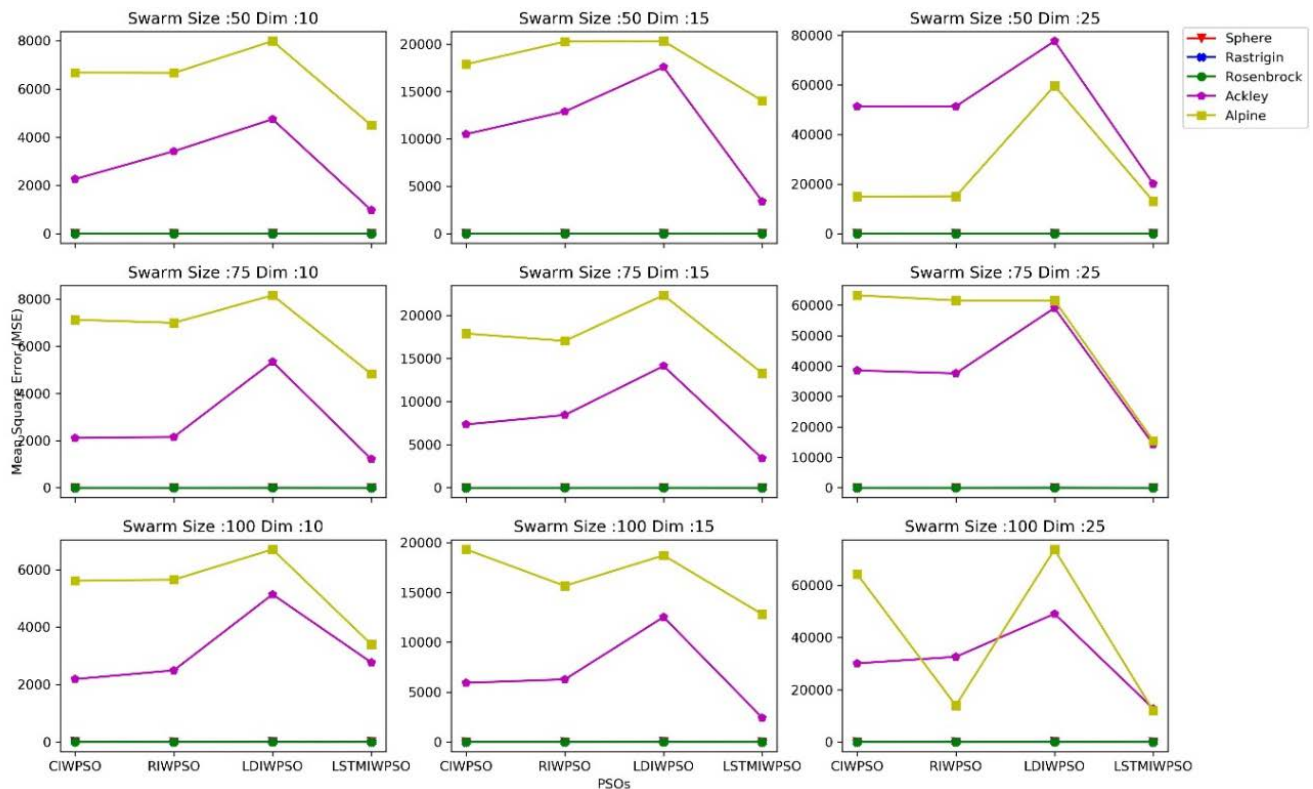 Swarm Size :50 Dim :10
8000
6000
4000
2000
0
Swarm Size :50 Dim :15
20000
15000
10000
5000
0
Swarm Size :50 Dim :25
80000
60000
40000
20000
0
Sphere
Rastrigin
Rosenbrock
Ackley
Alpine
Mean Square Error (MSE)
Swarm Size :75 Dim :10
8000
6000
4000
2000
0
Swarm Size :75 Dim :15
20000
15000
10000
5000
0
Swarm Size :75 Dim :25
60000
50000
40000
30000
20000
10000
0
Swarm Size :100 Dim :10
6000
4000
2000
0
CIWPSO RIWPSO LDIWPSO LSTMIWPSO
Swarm Size :100 Dim :15
20000
15000
10000
5000
0
CIWPSO RIWPSO LDIWPSO LSTMIWPSO
Swarm Size :100 Dim :25
60000
40000
20000
0
CIWPSO RIWPSO LDIWPSO LSTMIWPSO
PSOs